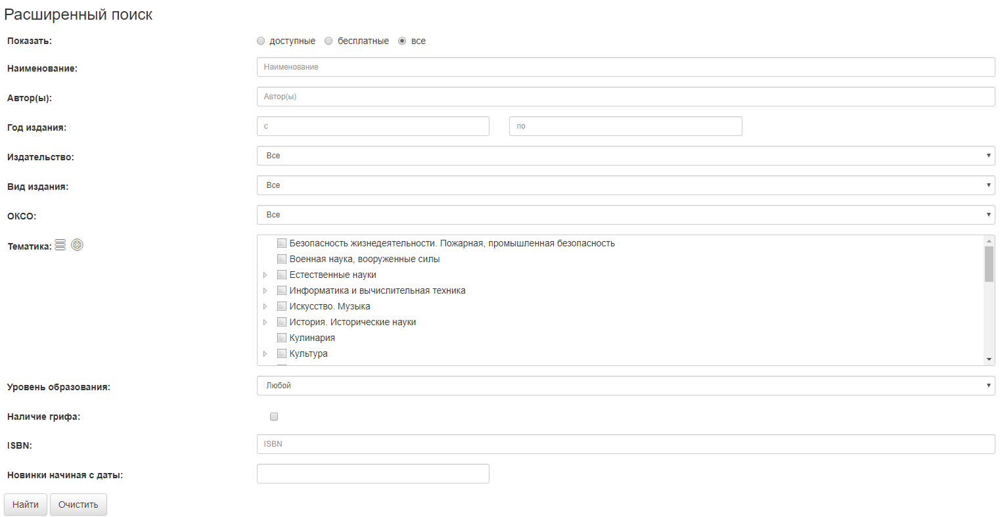 Расширенный поиск
Показать: доступные бесплатные все
Наименование: Наименование
Автор(ы): Автор(ы)
Год издания: с по
Издательство: Все
Вид издания: Все
ОКСО: Все
Тематика: Безопасность жизнедеятельности. Пожарная, промышленная безопасность
Военная наука, вооруженные силы
Естественные науки
Информатика и вычислительная техника
Искусство. Музыка
История. Исторические науки
Кулинария
Культура
Уровень образования: Любой
Наличие грифа:
ISBN: ISBN
Новинки начиная с даты:
Найти Очистить